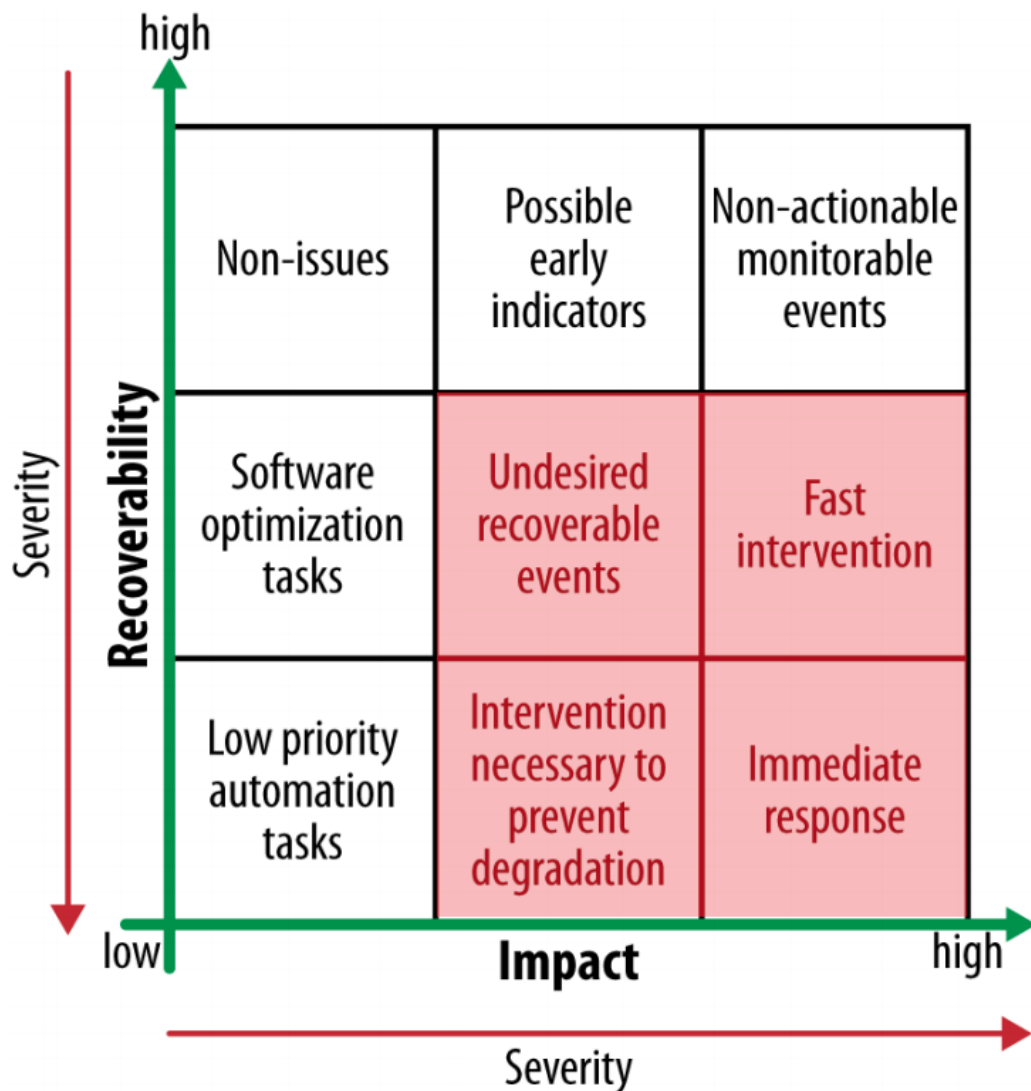 high
Non-issues
Possible
early
indicators
Non-actionable
monitorable
events
Severity
Recoverability
Software
optimization
tasks
Undesired
recoverable
events
Fast
intervention
Low priority
automation
tasks
Intervention
necessary to
prevent
degradation
Immediate
response
low
Impact
high
Severity